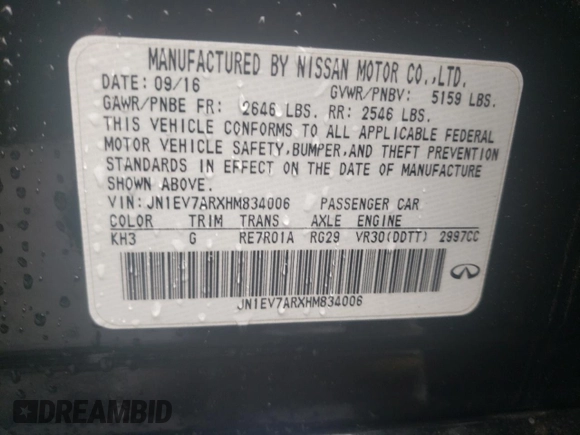 MANUFACTURED BY NISSAN MOTOR CO.,LTD.
DATE: 09/16 GVWR/PNBV: 5159 LBS.
GAWR/PNBE FR: 2646 LBS. RR: 2546 LBS.
THIS VEHICLE CONFORMS TO ALL APPLICABLE FEDERAL
MOTOR VEHICLE SAFETY,BUMPER,AND THEFT PREVENTION
STANDARDS IN EFFECT ON THE DATE OF MANUFACTURE
SHOWN ABOVE.
VIN:JN1EV7ARXHM834006 PASSENGER CAR
COLOR TRIM TRANS AXLE ENGINE
KH3 G RE7R01A RG29 VR30(DDTT) 2997CC
JN1EV7ARXHM834006
DREAMBID